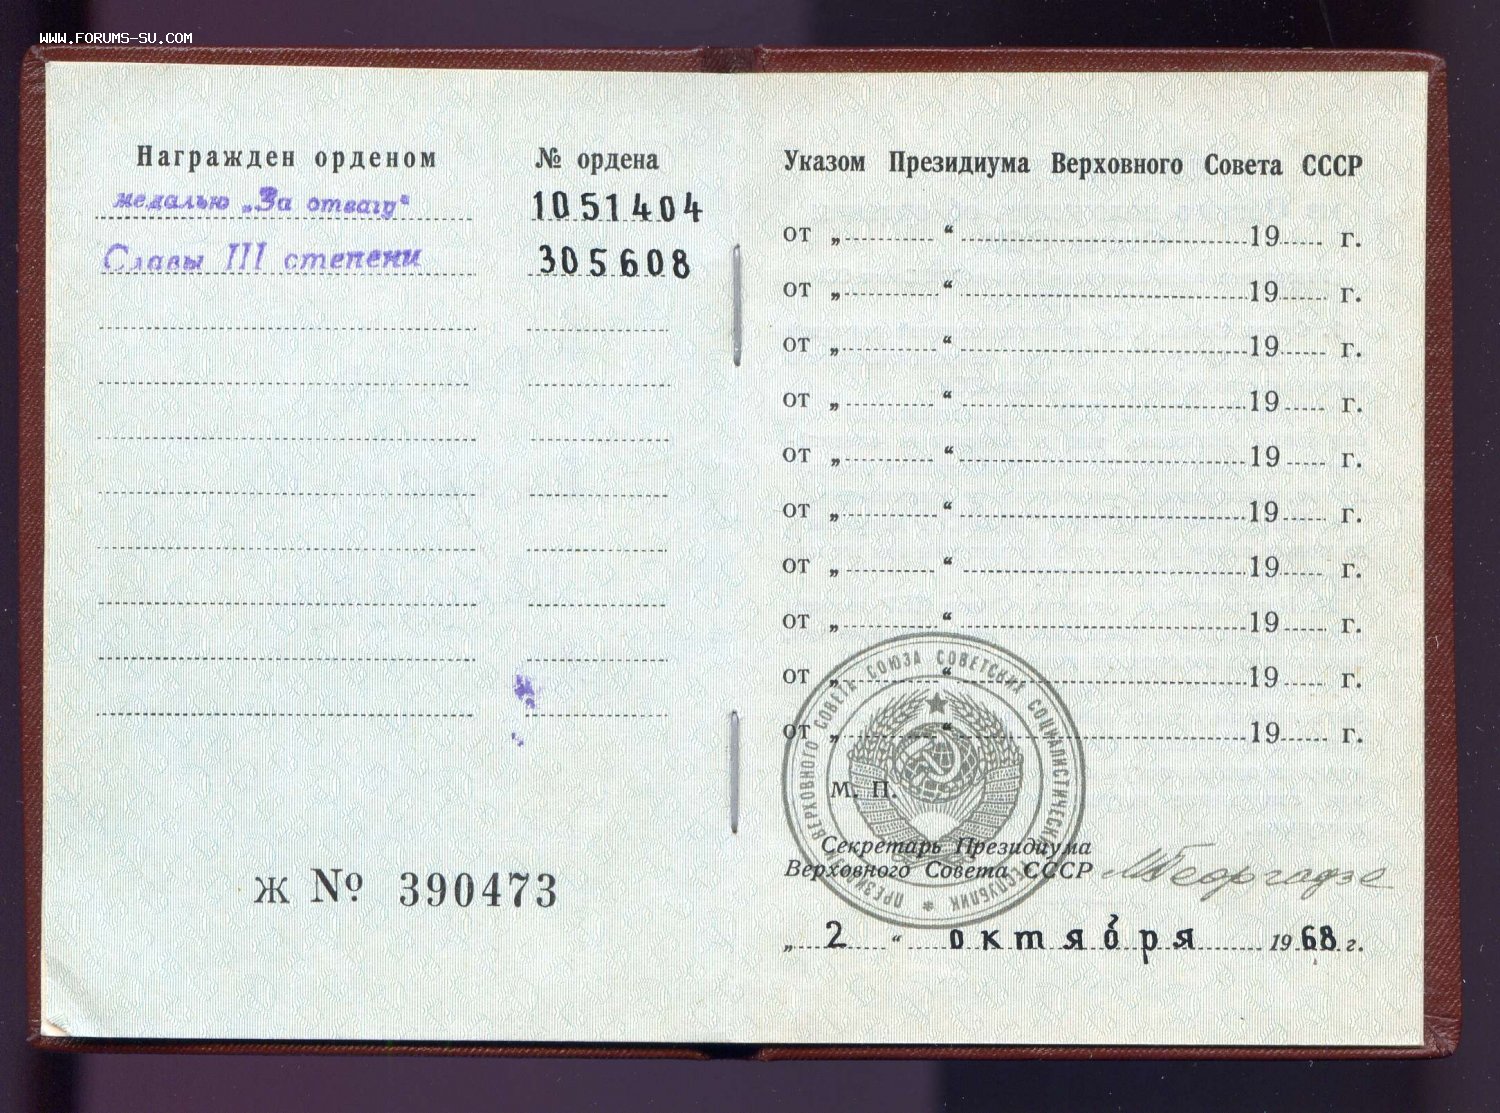 WWW.FORUMS-SU.COM
Награжден орденом № ордена
медалью „За отвагу“ 1051404
Славы III степени 305608
Ж № 390473
Указом Президиума Верховного Совета СССР
от „ “ 19 г.
от „ “ 19 г.
от „ “ 19 г.
от „ “ 19 г.
от „ “ 19 г.
от „ “ 19 г.
от „ “ 19 г.
от „ “ 19 г.
от „ “ 19 г.
от „ “ 19 г.
ПРЕЗИДИУМ ВЕРХОВНОГО СОВЕТА СОЮЗА СОВЕТСКИХ СОЦИАЛИСТИЧЕСКИХ РЕСПУБЛИК
М. П.
Секретарь Президиума
Верховного Совета СССР МГеоргадзе
„ 2 “ октября 1968 г.